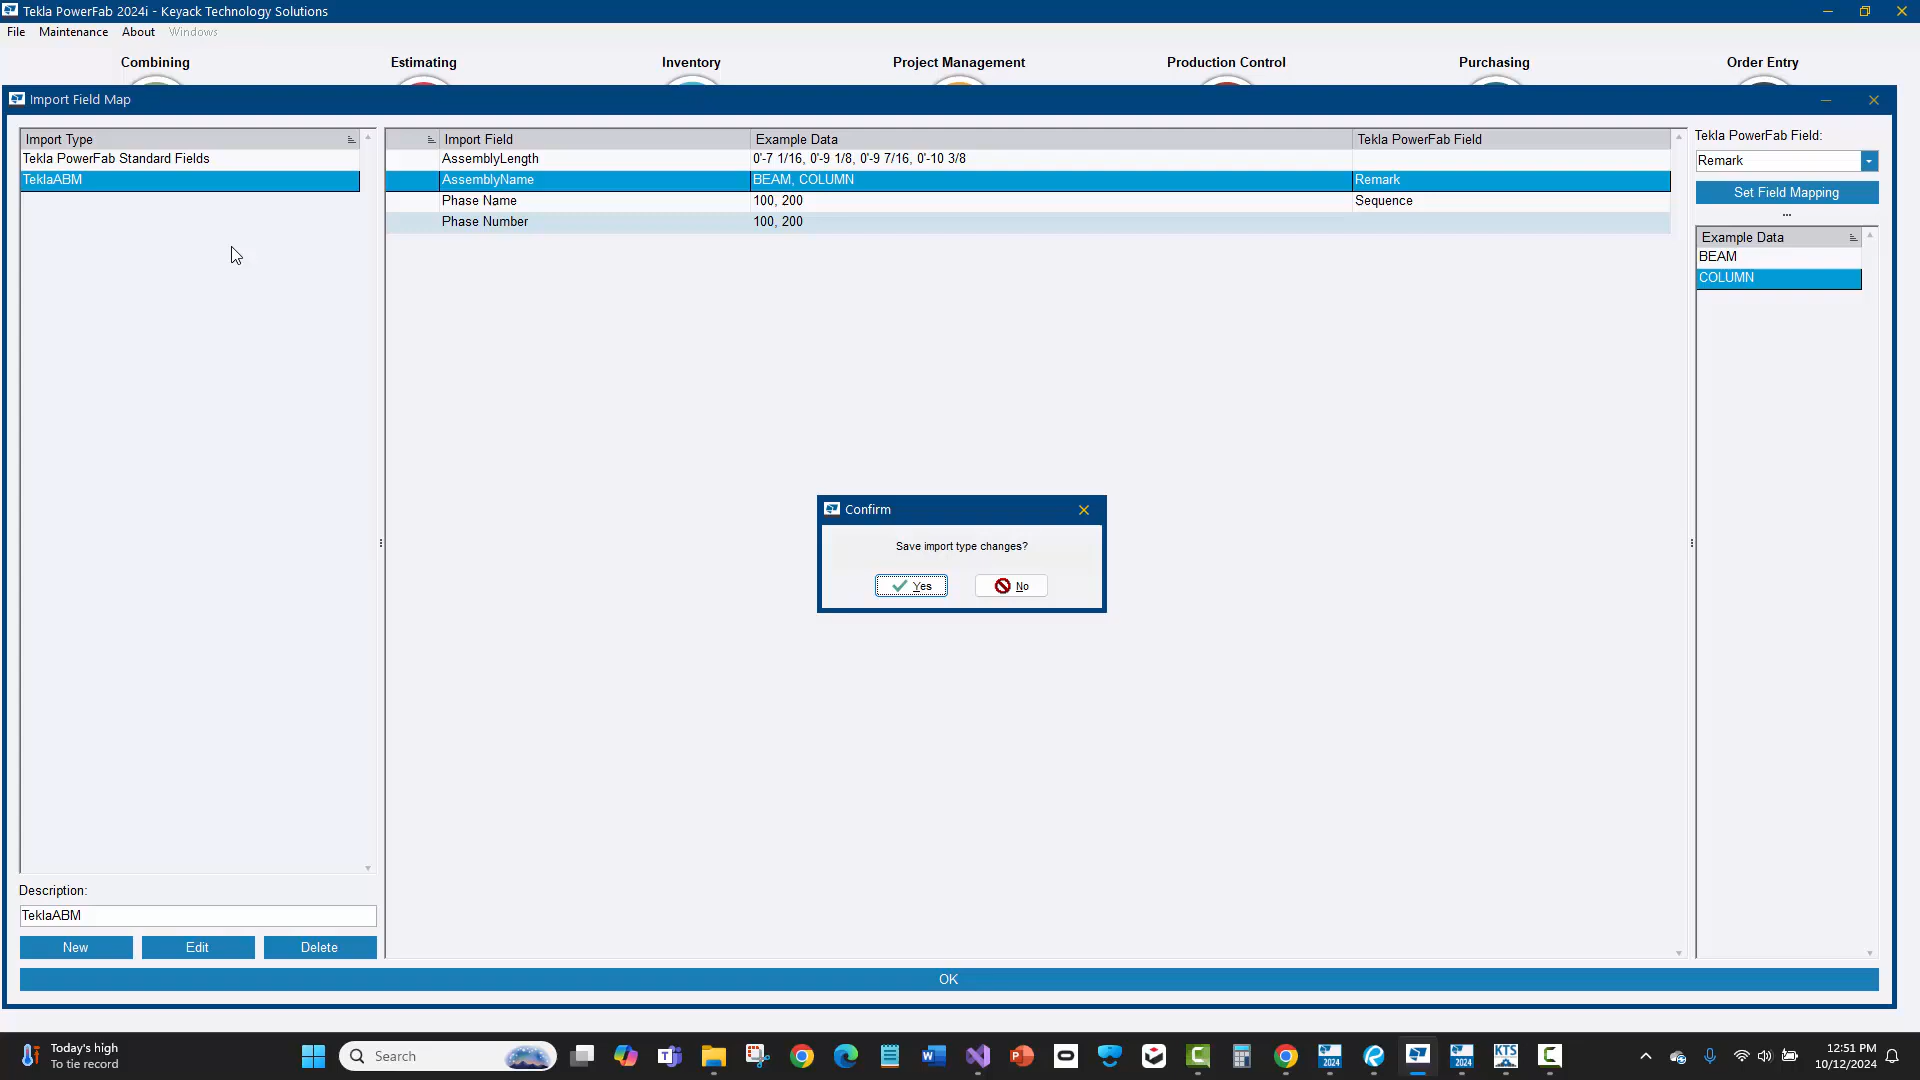 Tekla PowerFab 2024i - Keyack Technology Solutions
File Maintenance About Windows
Combining Estimating Inventory Project Management Production Control Purchasing Order Entry
Import Field Map
Import Type
Tekla PowerFab Standard Fields
TeklaABM
Import Field Example Data Tekla PowerFab Field
AssemblyLength 0'-7 1/16, 0'-9 1/8, 0'-9 7/16, 0'-10 3/8
AssemblyName BEAM, COLUMN Remark
Phase Name 100, 200 Sequence
Phase Number 100, 200
Tekla PowerFab Field:
Remark
Set Field Mapping
...
Example Data
BEAM
COLUMN
Confirm
Save import type changes?
Yes No
Description:
TeklaABM
New Edit Delete
OK
Today's high
To tie record
Search
2024
2024
KTS
12:51 PM
10/12/2024